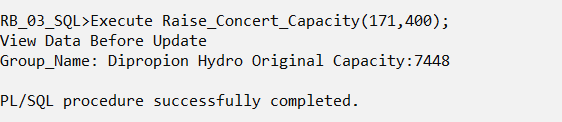 RB_03_SQL>Execute Raise_Concert_Capacity(171,400);
View Data Before Update
Group_Name: Dipropion Hydro Original Capacity:7448
PL/SQL procedure successfully completed.